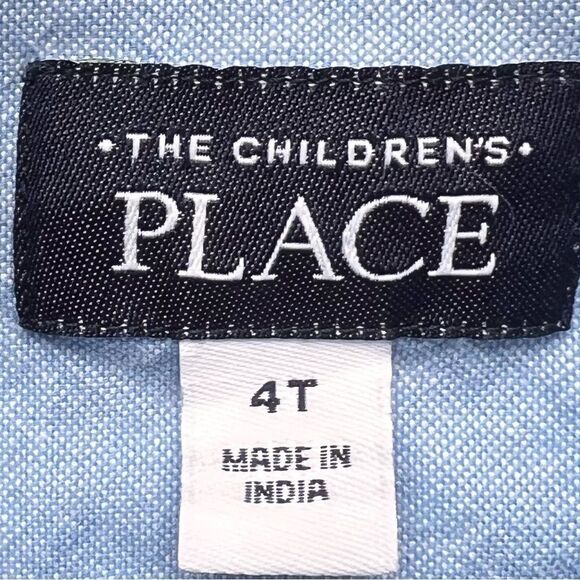 • THE CHILDREN'S •
PLACE
4T
MADE IN
INDIA